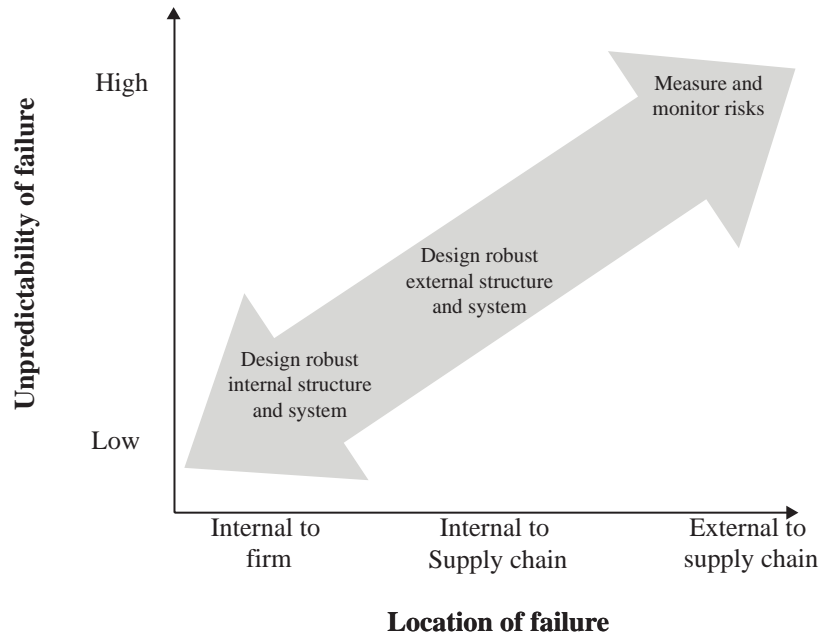 High
Measure and
monitor risks
Unpredictability of failure
Design robust
external structure
and system
Design robust
internal structure
and system
Low
Internal to
firm
Internal to
Supply chain
External to
supply chain
Location of failure